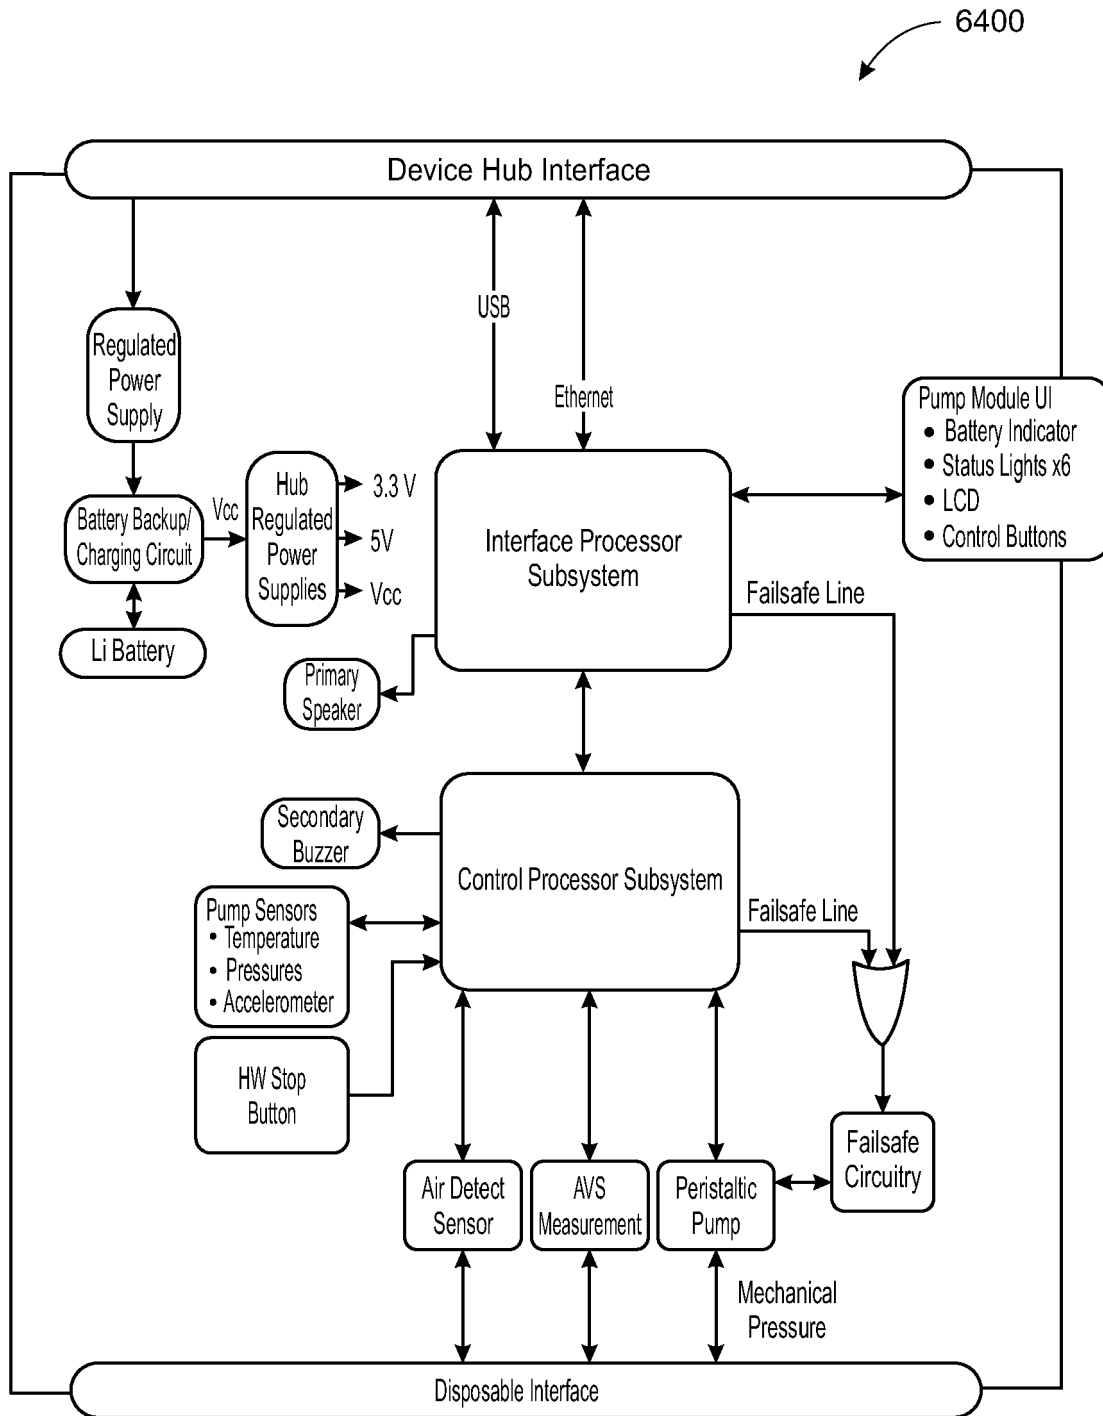 6400
Device Hub Interface
USB
Ethernet
Regulated
Power
Supply
Pump Module UI
• Battery Indicator
• Status Lights x6
• LCD
• Control Buttons
Battery Backup/
Charging Circuit
Vcc
Hub
Regulated
Power
Supplies
3.3 V
5V
Vcc
Li Battery
Interface Processor
Subsystem
Failsafe Line
Primary
Speaker
Secondary
Buzzer
Control Processor Subsystem
Failsafe Line
Pump Sensors
• Temperature
• Pressures
• Accelerometer
HW Stop
Button
Air Detect
Sensor
AVS
Measurement
Peristaltic
Pump
Failsafe
Circuitry
Mechanical
Pressure
Disposable Interface